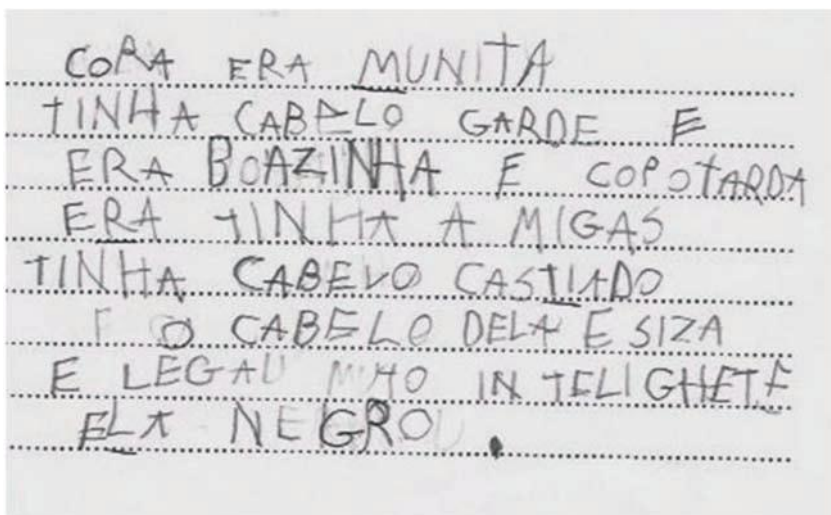 CORA ERA MUNITA
TINHA CABELO GARDE E
ERA BOAZINHA E COPOTARDA
ERA TINHA A MIGAS
TINHA CABELO CASTIADO
E O CABELO DELA E SIZA
E LEGAU MUHO IN TELIGHETE
ELA NEGRO.